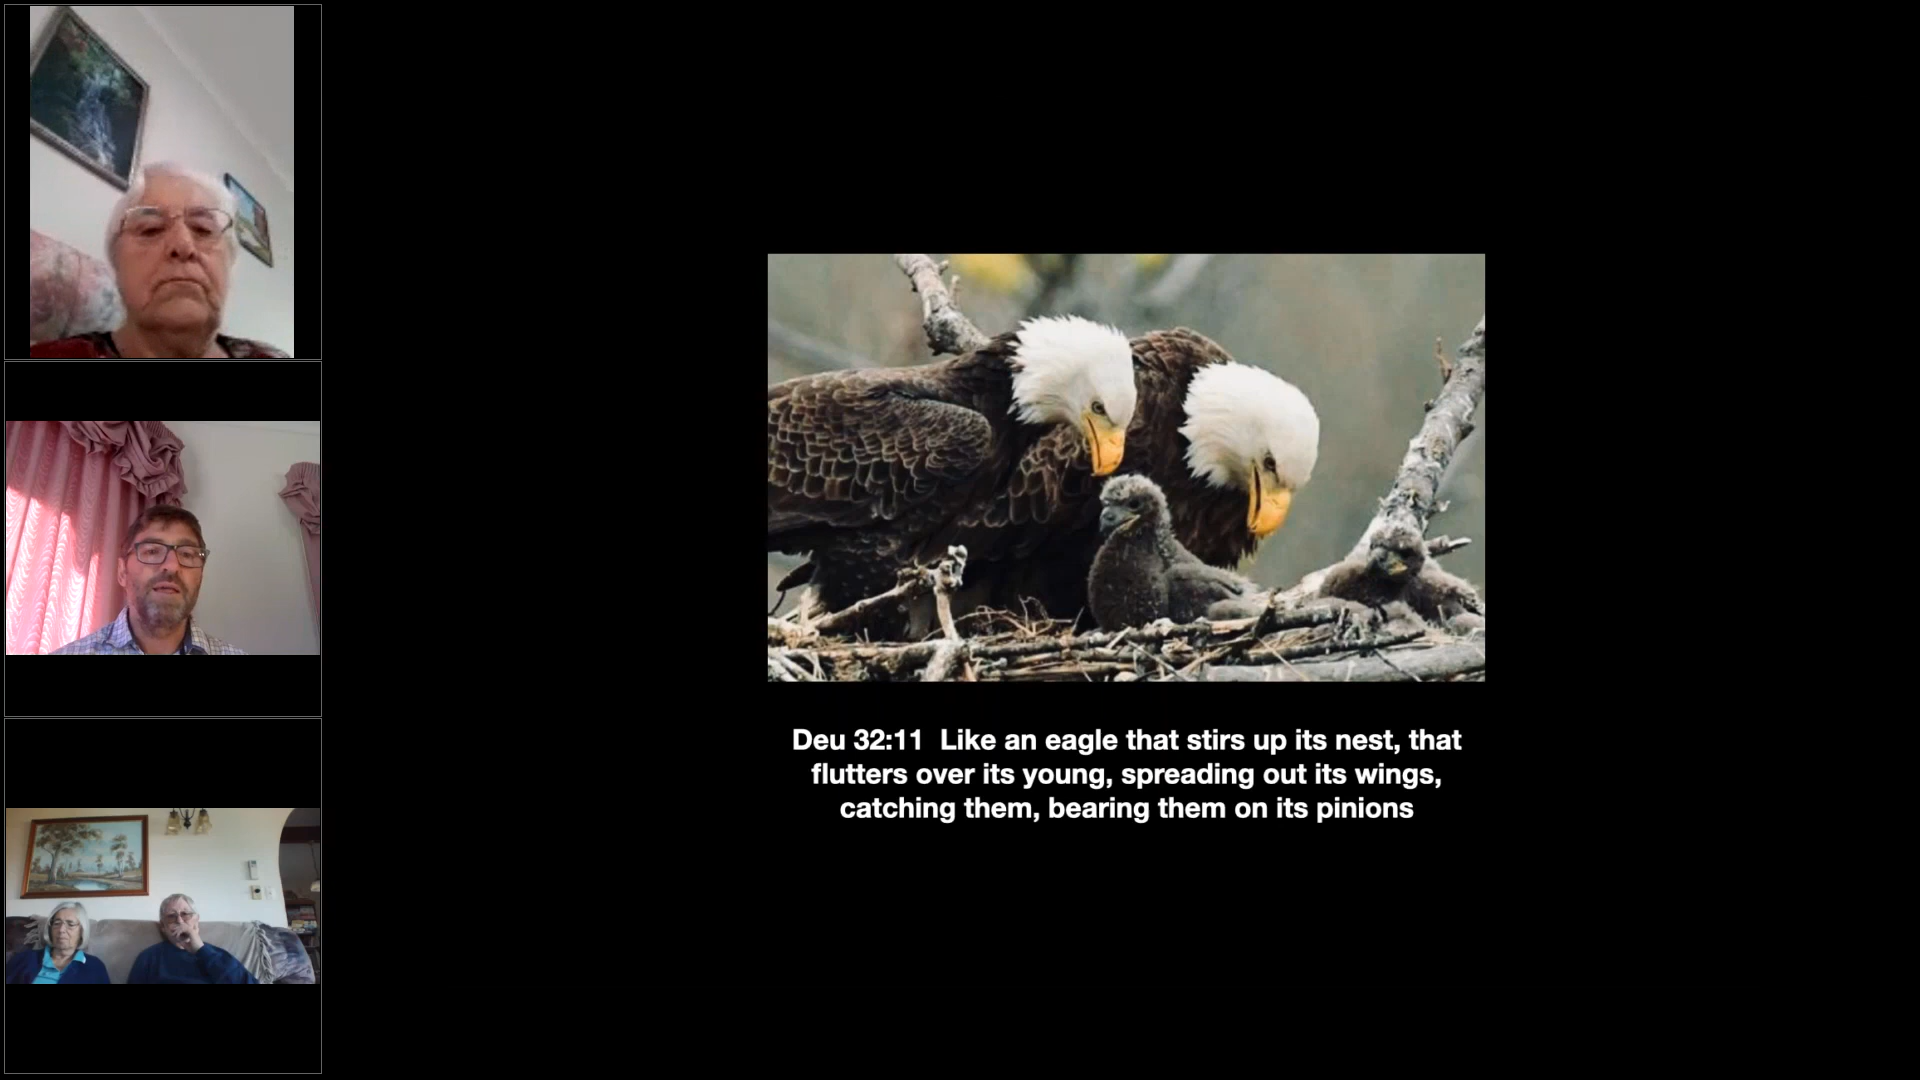 Deu 32:11  Like an eagle that stirs up its nest, that
flutters over its young, spreading out its wings,
catching them, bearing them on its pinions